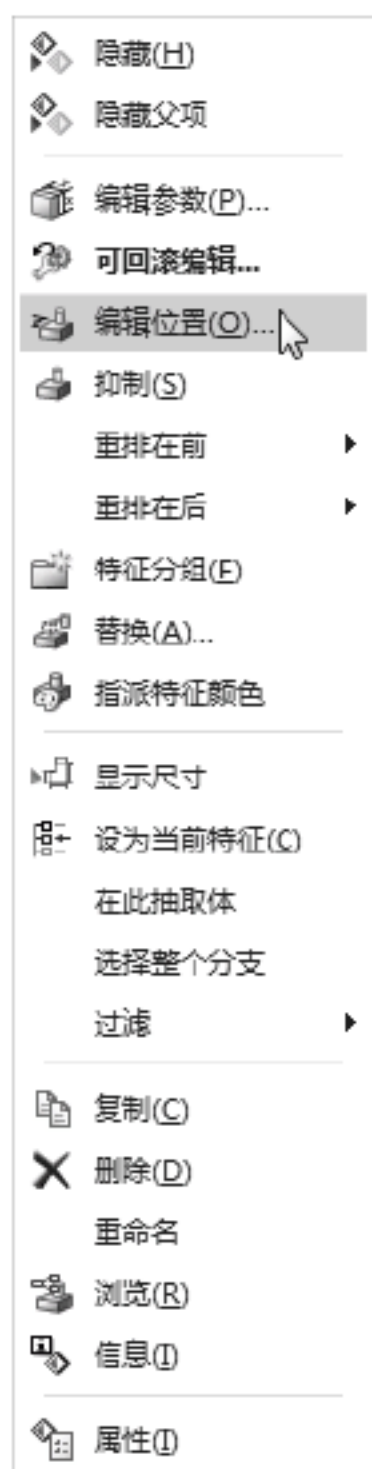 隐藏(H)
隐藏父项
编辑参数(P)...
可回滚编辑...
编辑位置(O)...
抑制(S)
重排在前
重排在后
特征分组(F)
替换(A)...
指派特征颜色
显示尺寸
设为当前特征(C)
在此抽取体
选择整个分支
过滤
复制(C)
删除(D)
重命名
浏览(R)
信息(I)
属性(I)